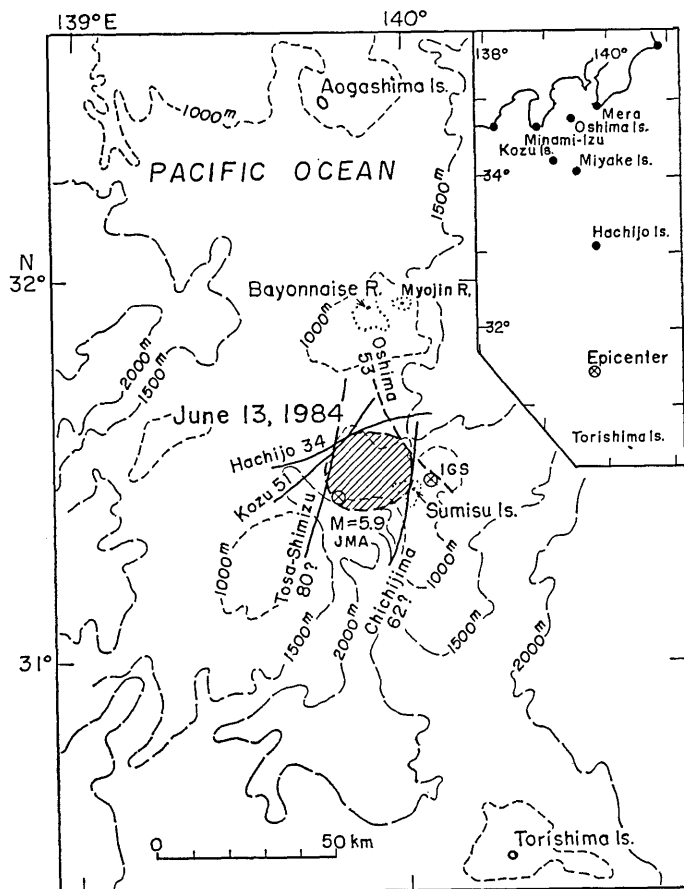 139°E
140°
138°
140°
Aogashima Is.
1000m
PACIFIC OCEAN
1500m
Mera
Oshima Is.
Minami-Izu
Kozu Is.
Miyake Is.
34°
Hachijo Is.
N
32°
32°
Bayonnaise R.
Myojin R.
1000m
Oshima
53
Epicenter
2000m
1500m
June 13, 1984
Torishima Is.
Hachijo 34
Kozu 51
IGS
Sumisu Is.
M=5.9
JMA
Tosa-Shimizu
80?
Chichijima
62?
1000m
1000m
1500m
2000m
1500m
2000m
31°
0 50 km
Torishima Is.